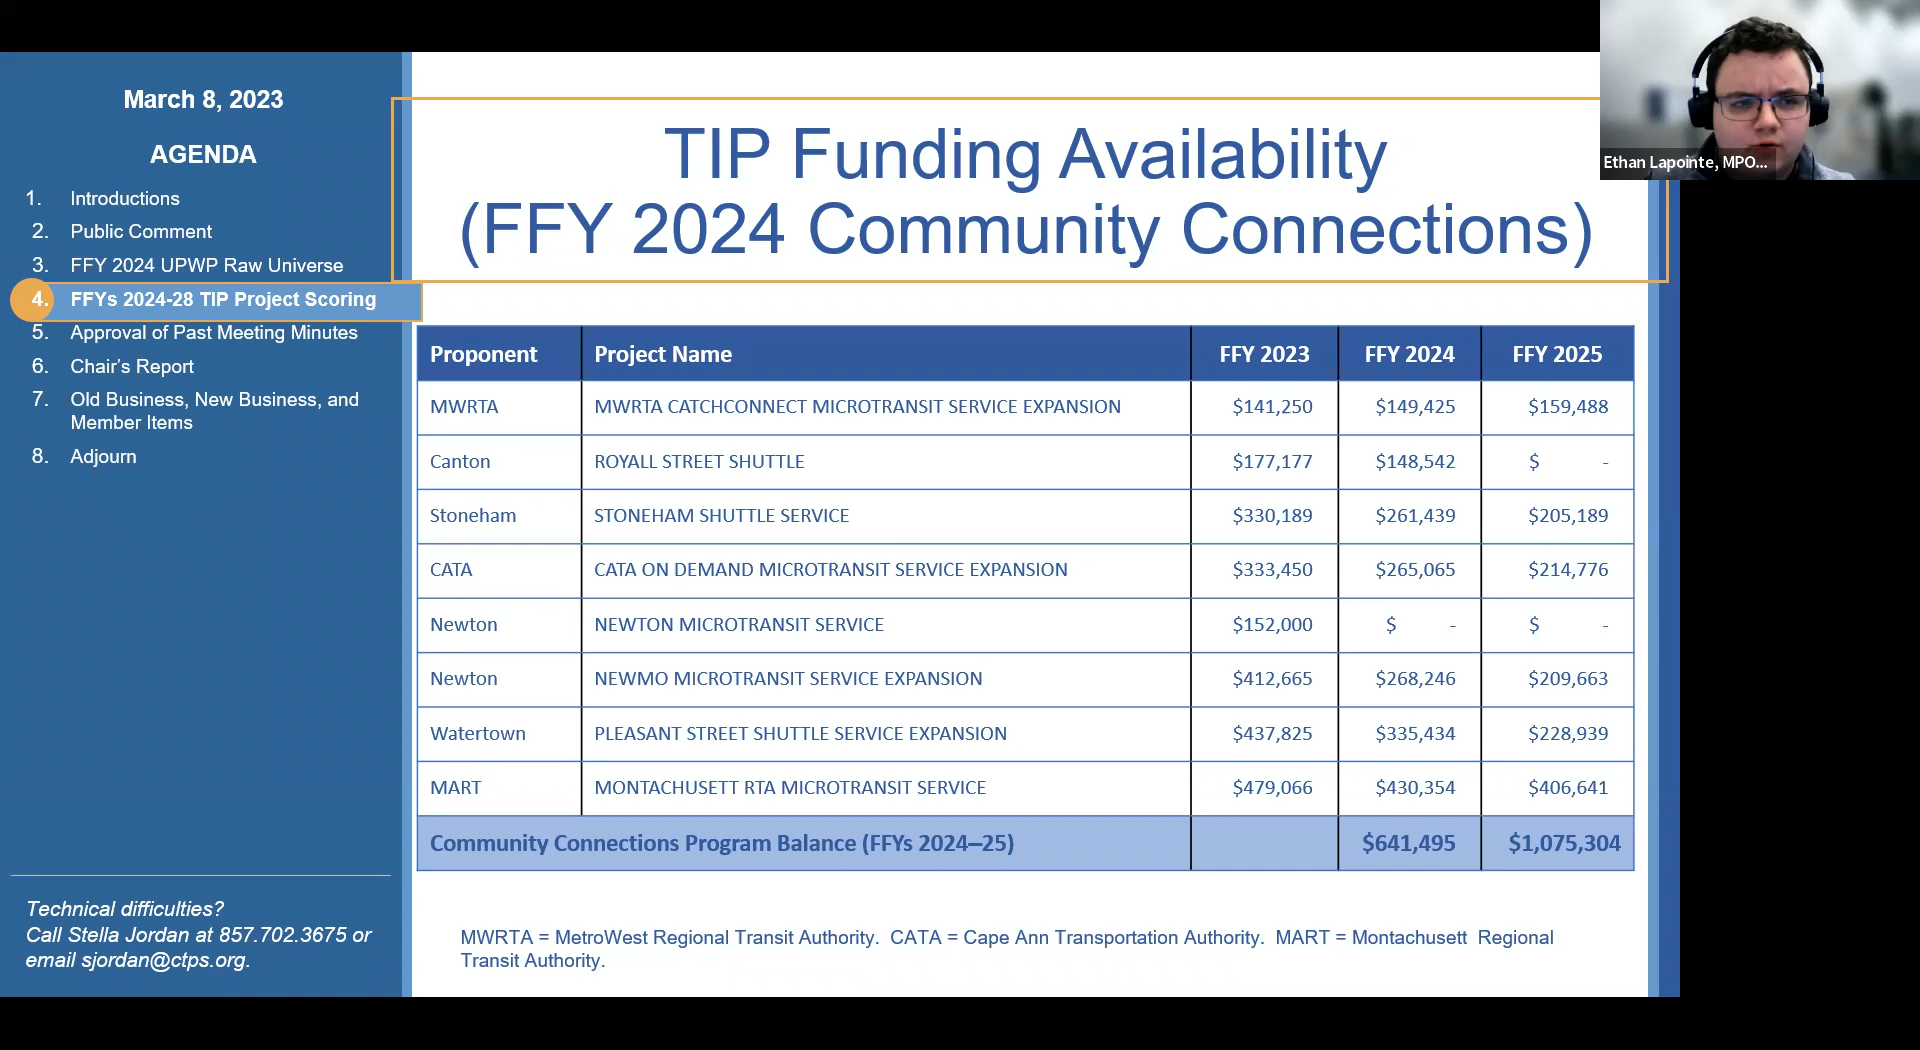 March 8, 2023
AGENDA
1. Introductions
2. Public Comment
3. FFY 2024 UPWP Raw Universe
4. FFYs 2024-28 TIP Project Scoring
5. Approval of Past Meeting Minutes
6. Chair's Report
7. Old Business, New Business, and
Member Items
8. Adjourn
Technical difficulties?
Call Stella Jordan at 857.702.3675 or
email sjordan@ctps.org.
TIP Funding Availability
(FFY 2024 Community Connections)
Proponent Project Name FFY 2023 FFY 2024 FFY 2025
MWRTA MWRTA CATCHCONNECT MICROTRANSIT SERVICE EXPANSION $141,250 $149,425 $159,488
Canton ROYALL STREET SHUTTLE $177,177 $148,542 $ -
Stoneham STONEHAM SHUTTLE SERVICE $330,189 $261,439 $205,189
CATA CATA ON DEMAND MICROTRANSIT SERVICE EXPANSION $333,450 $265,065 $214,776
Newton NEWTON MICROTRANSIT SERVICE $152,000 $ - $ -
Newton NEWMO MICROTRANSIT SERVICE EXPANSION $412,665 $268,246 $209,663
Watertown PLEASANT STREET SHUTTLE SERVICE EXPANSION $437,825 $335,434 $228,939
MART MONTACHUSETT RTA MICROTRANSIT SERVICE $479,066 $430,354 $406,641
Community Connections Program Balance (FFYs 2024–25) $641,495 $1,075,304
MWRTA = MetroWest Regional Transit Authority. CATA = Cape Ann Transportation Authority. MART = Montachusett Regional
Transit Authority.
Ethan Lapointe, MPO...